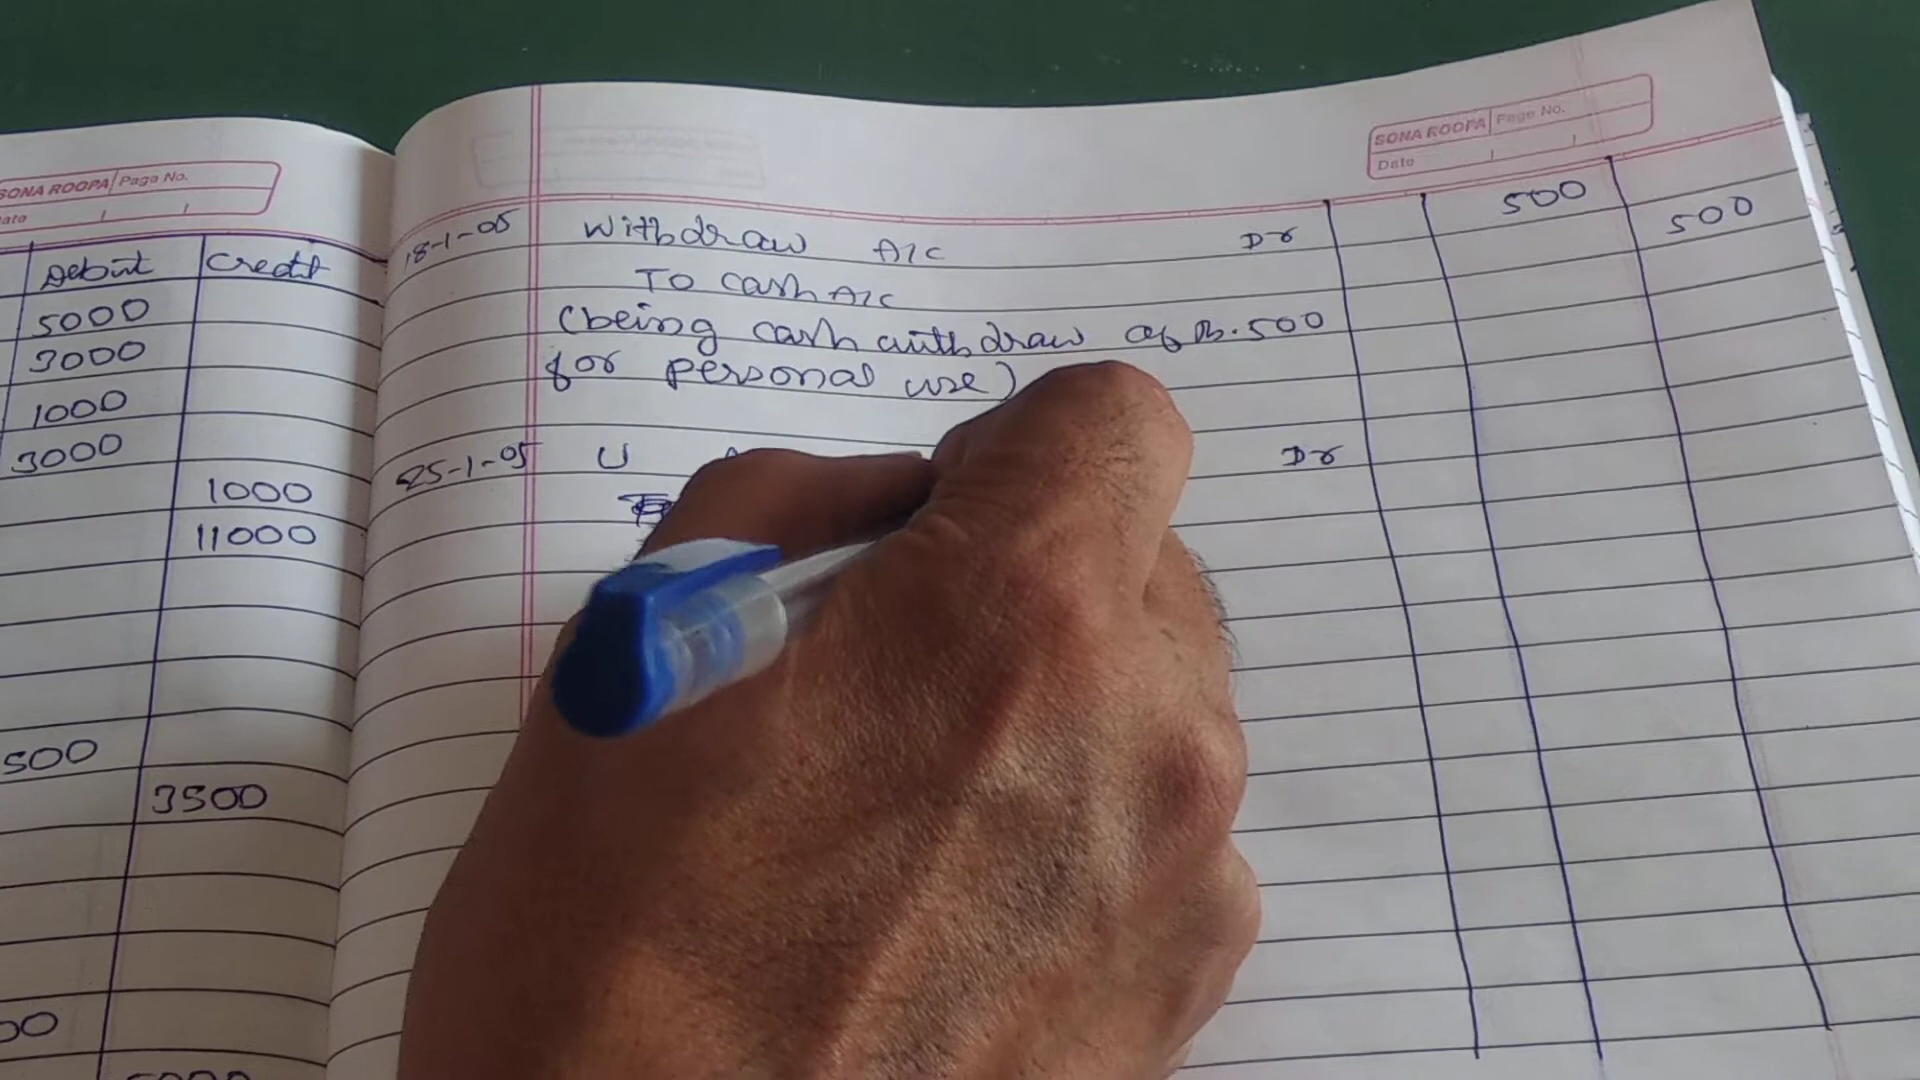 SONA ROOPA Page No.
ate
Debit Credit
5000
3000
1000
3000
1000
11000
500
3500
00
SONA ROOPA Page No.
Date
18-1-05 Withdraw A/c Dr 500
To cash A/c 500
(being cash withdraw of Rs.500
for personal use)
25-1-05 U Dr